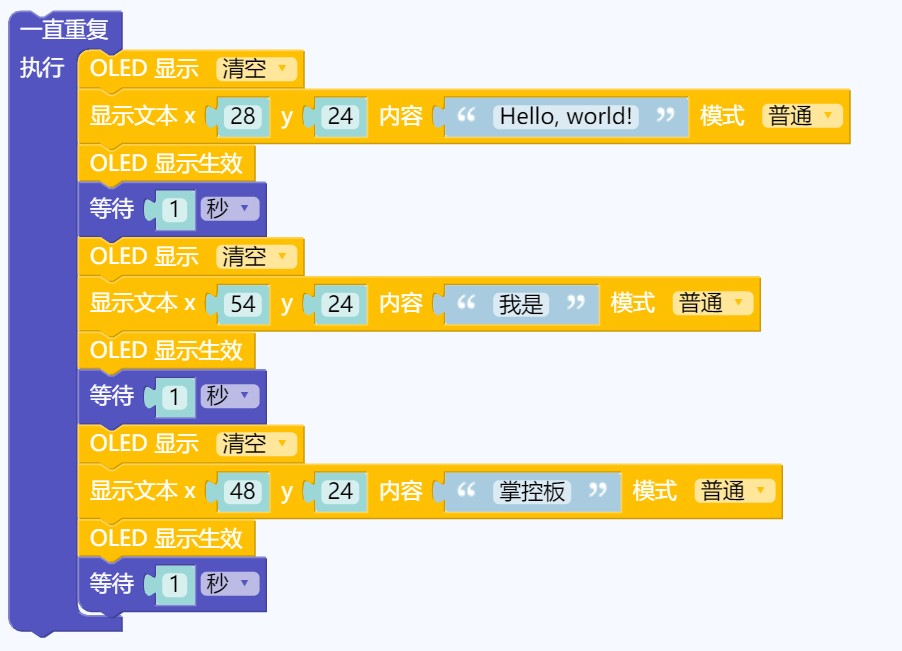 一直重复
执行 OLED 显示 清空
显示文本 x 28 y 24 内容 “ Hello, world! ” 模式 普通
OLED 显示生效
等待 1 秒
OLED 显示 清空
显示文本 x 54 y 24 内容 “ 我是 ” 模式 普通
OLED 显示生效
等待 1 秒
OLED 显示 清空
显示文本 x 48 y 24 内容 “ 掌控板 ” 模式 普通
OLED 显示生效
等待 1 秒